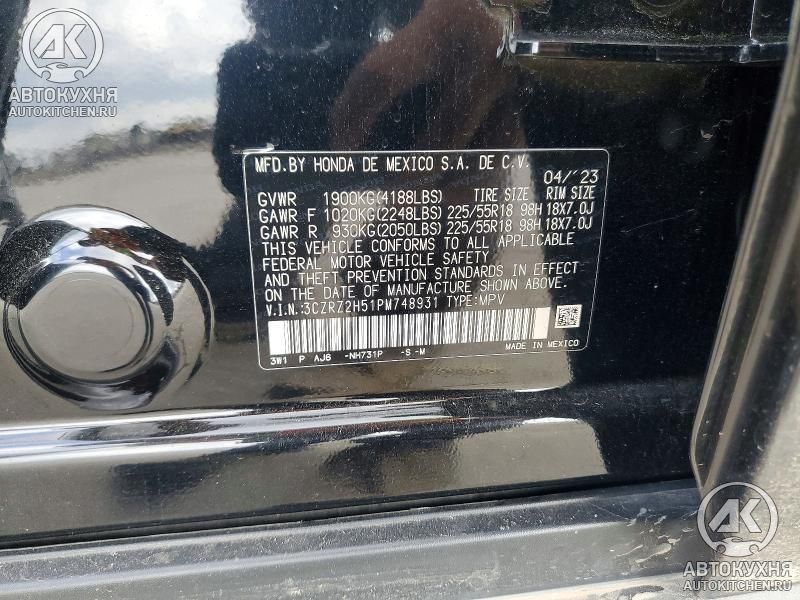 АК
АВТОКУХНЯ
AUTOKITCHEN.RU
MFD.BY HONDA DE MEXICO S.A. DE C.V.
04/'23
GVWR 1900KG(4188LBS) TIRE SIZE RIM SIZE
GAWR F 1020KG(2248LBS) 225/55R18 98H 18X7.0J
GAWR R 930KG(2050LBS) 225/55R18 98H 18X7.0J
THIS VEHICLE CONFORMS TO ALL APPLICABLE
FEDERAL MOTOR VEHICLE SAFETY
AND THEFT PREVENTION STANDARDS IN EFFECT
ON THE DATE OF MANUFACTURE SHOWN ABOVE.
V.I.N.:3CZRZ2H51PM748931 TYPE:MPV
3W1 P AJ6 -NH731P -S -M MADE IN MEXICO
АК
АВТОКУХНЯ
AUTOKITCHEN.RU